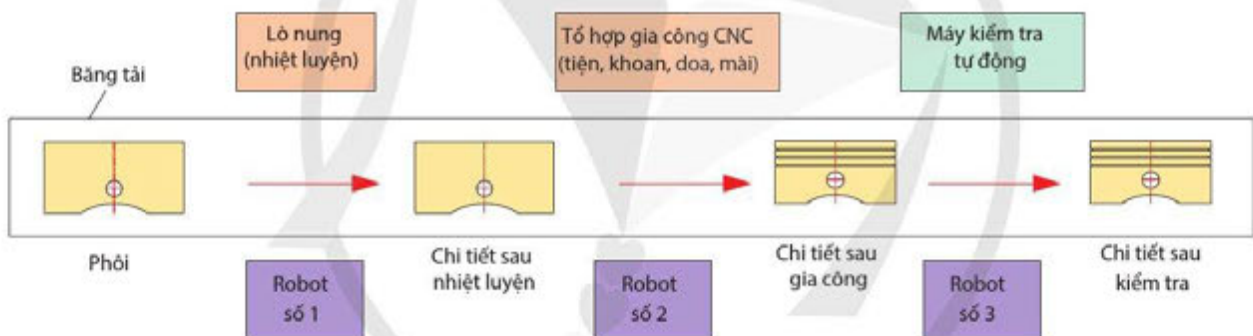 Lò nung
(nhiệt luyện)
Tổ hợp gia công CNC
(tiện, khoan, doa, mài)
Máy kiểm tra
tự động
Băng tải
Phôi
Chi tiết sau
nhiệt luyện
Chi tiết sau
gia công
Chi tiết sau
kiểm tra
Robot
số 1
Robot
số 2
Robot
số 3